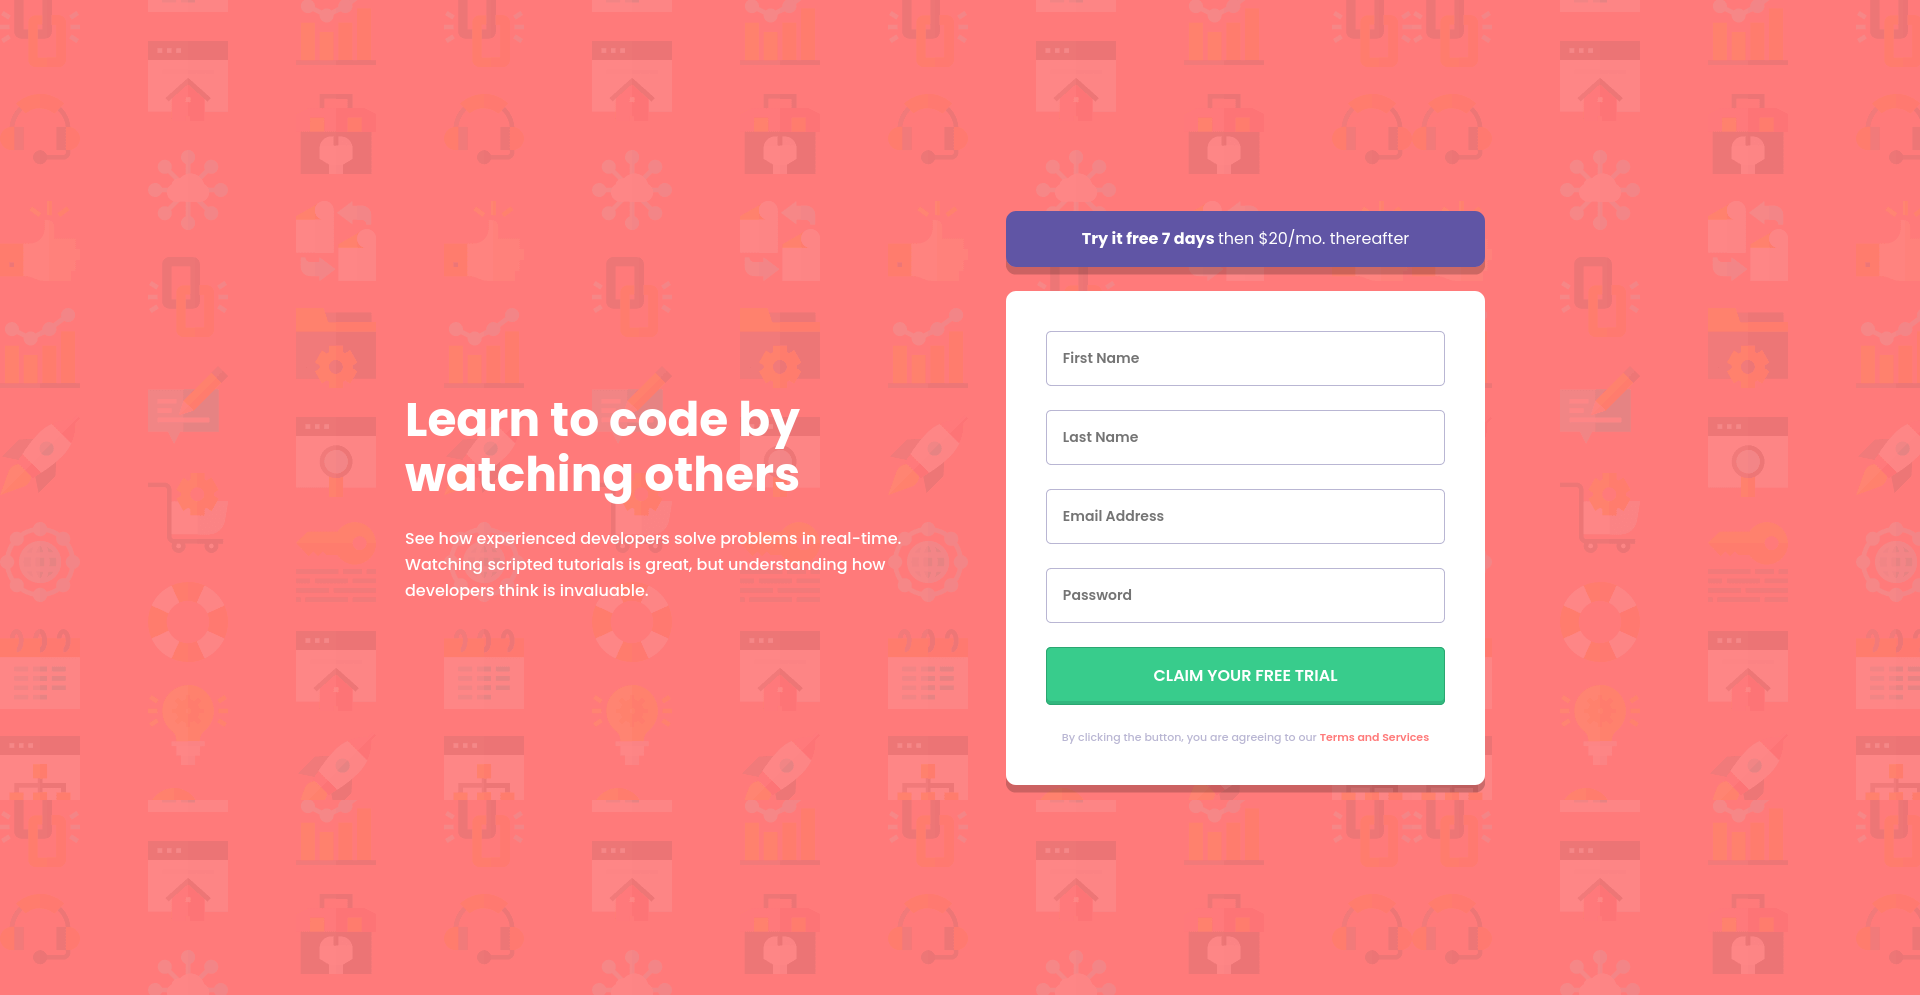 Learn to code by
watching others
See how experienced developers solve problems in real-time.
Watching scripted tutorials is great, but understanding how
developers think is invaluable.
Try it free 7 days then $20/mo. thereafter
First Name
Last Name
Email Address
Password
CLAIM YOUR FREE TRIAL
By clicking the button, you are agreeing to our Terms and Services